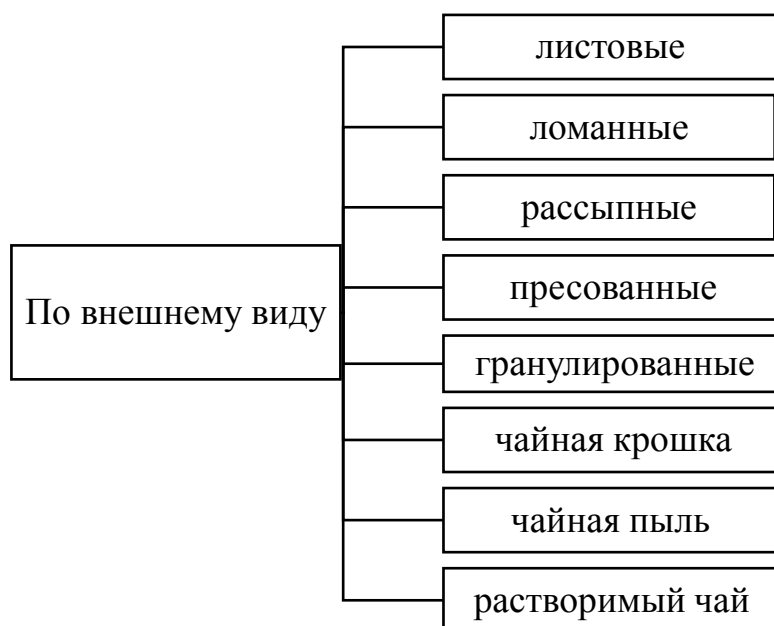 листовые
ломанные
рассыпные
пресованные
По внешнему виду
гранулированные
чайная крошка
чайная пыль
растворимый чай